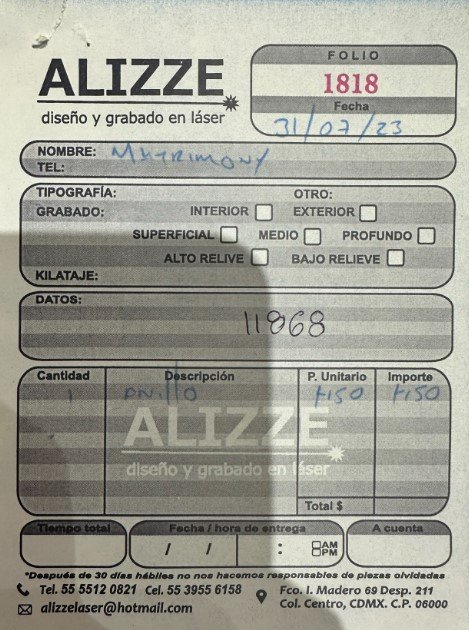 ALIZZE
diseño y grabado en láser
FOLIO
1818
Fecha
31/07/23
NOMBRE: MATRIMONY
TEL:
TIPOGRAFÍA: OTRO:
GRABADO: INTERIOR EXTERIOR
SUPERFICIAL MEDIO PROFUNDO
ALTO RELIVE BAJO RELIEVE
KILATAJE:
DATOS:
11868
Cantidad Descripción P. Unitario Importe
1 ANILLO
ALIZZE
diseño y grabado en láser
Total $
Tiempo total Fecha / hora de entrega A cuenta
/ / : AM
PM
*Después de 30 días hábiles no nos hacemos responsables de piezas olvidadas
Tel. 55 5512 0821 Cel. 55 3955 6158 Fco. I. Madero 69 Desp. 211
alizzelaser@hotmail.com Col. Centro, CDMX. C.P. 06000